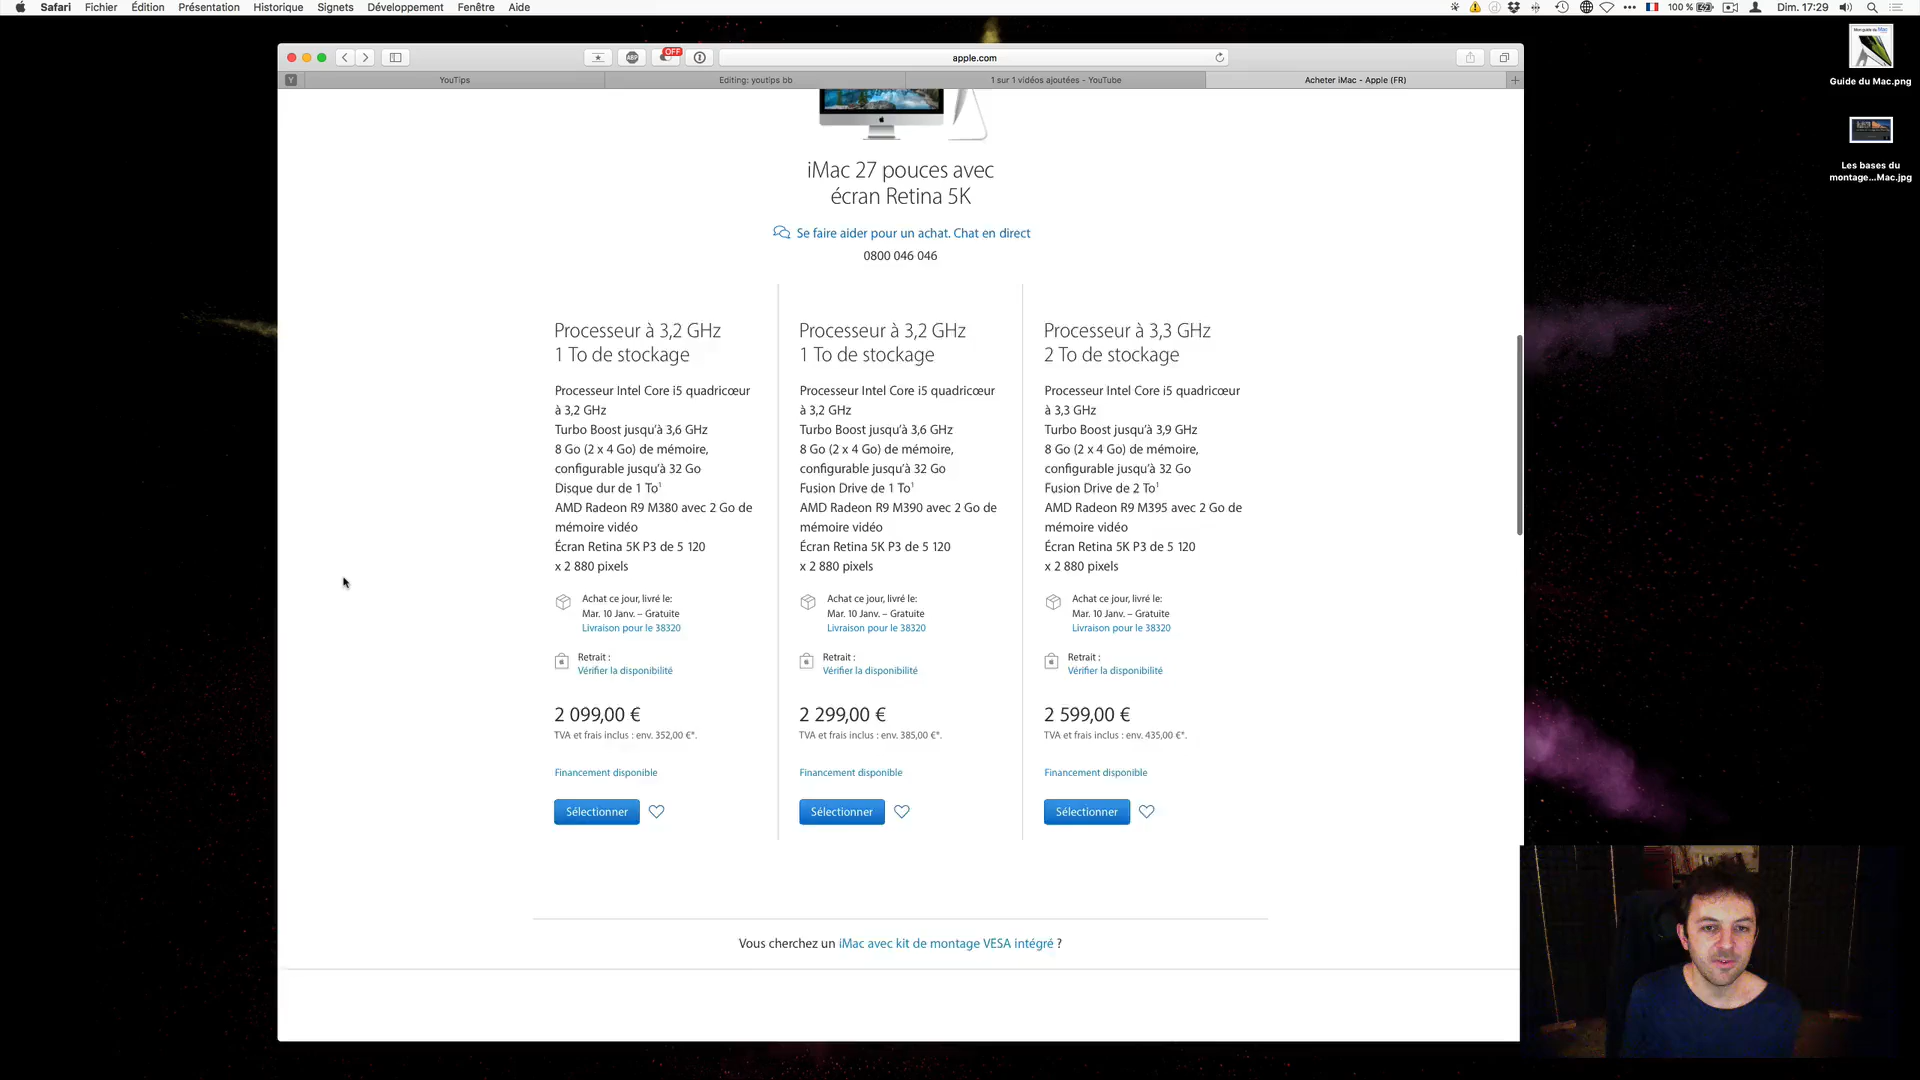 Safari Fichier Édition Présentation Historique Signets Développement Fenêtre Aide
100 % Dim. 17:29
OFF
ABP
apple.com
Y YouTips Editing: youtips bb 1 sur 1 vidéos ajoutées - YouTube Acheter iMac - Apple (FR)
Guide du Mac.png
Les bases du
montage...Mac.jpg
iMac 27 pouces avec
écran Retina 5K
Se faire aider pour un achat. Chat en direct
0800 046 046
Processeur à 3,2 GHz
1 To de stockage
Processeur Intel Core i5 quadricœur
à 3,2 GHz
Turbo Boost jusqu'à 3,6 GHz
8 Go (2 x 4 Go) de mémoire,
configurable jusqu'à 32 Go
Disque dur de 1 To¹
AMD Radeon R9 M380 avec 2 Go de
mémoire vidéo
Écran Retina 5K P3 de 5 120
x 2 880 pixels
Achat ce jour, livré le:
Mar. 10 Janv. – Gratuite
Livraison pour le 38320
Retrait :
Vérifier la disponibilité
2 099,00 €
TVA et frais inclus : env. 352,00 €*.
Financement disponible
Sélectionner
Processeur à 3,2 GHz
1 To de stockage
Processeur Intel Core i5 quadricœur
à 3,2 GHz
Turbo Boost jusqu'à 3,6 GHz
8 Go (2 x 4 Go) de mémoire,
configurable jusqu'à 32 Go
Fusion Drive de 1 To¹
AMD Radeon R9 M390 avec 2 Go de
mémoire vidéo
Écran Retina 5K P3 de 5 120
x 2 880 pixels
Achat ce jour, livré le:
Mar. 10 Janv. – Gratuite
Livraison pour le 38320
Retrait :
Vérifier la disponibilité
2 299,00 €
TVA et frais inclus : env. 385,00 €*.
Financement disponible
Sélectionner
Processeur à 3,3 GHz
2 To de stockage
Processeur Intel Core i5 quadricœur
à 3,3 GHz
Turbo Boost jusqu'à 3,9 GHz
8 Go (2 x 4 Go) de mémoire,
configurable jusqu'à 32 Go
Fusion Drive de 2 To¹
AMD Radeon R9 M395 avec 2 Go de
mémoire vidéo
Écran Retina 5K P3 de 5 120
x 2 880 pixels
Achat ce jour, livré le:
Mar. 10 Janv. – Gratuite
Livraison pour le 38320
Retrait :
Vérifier la disponibilité
2 599,00 €
TVA et frais inclus : env. 435,00 €*.
Financement disponible
Sélectionner
Vous cherchez un iMac avec kit de montage VESA intégré ?